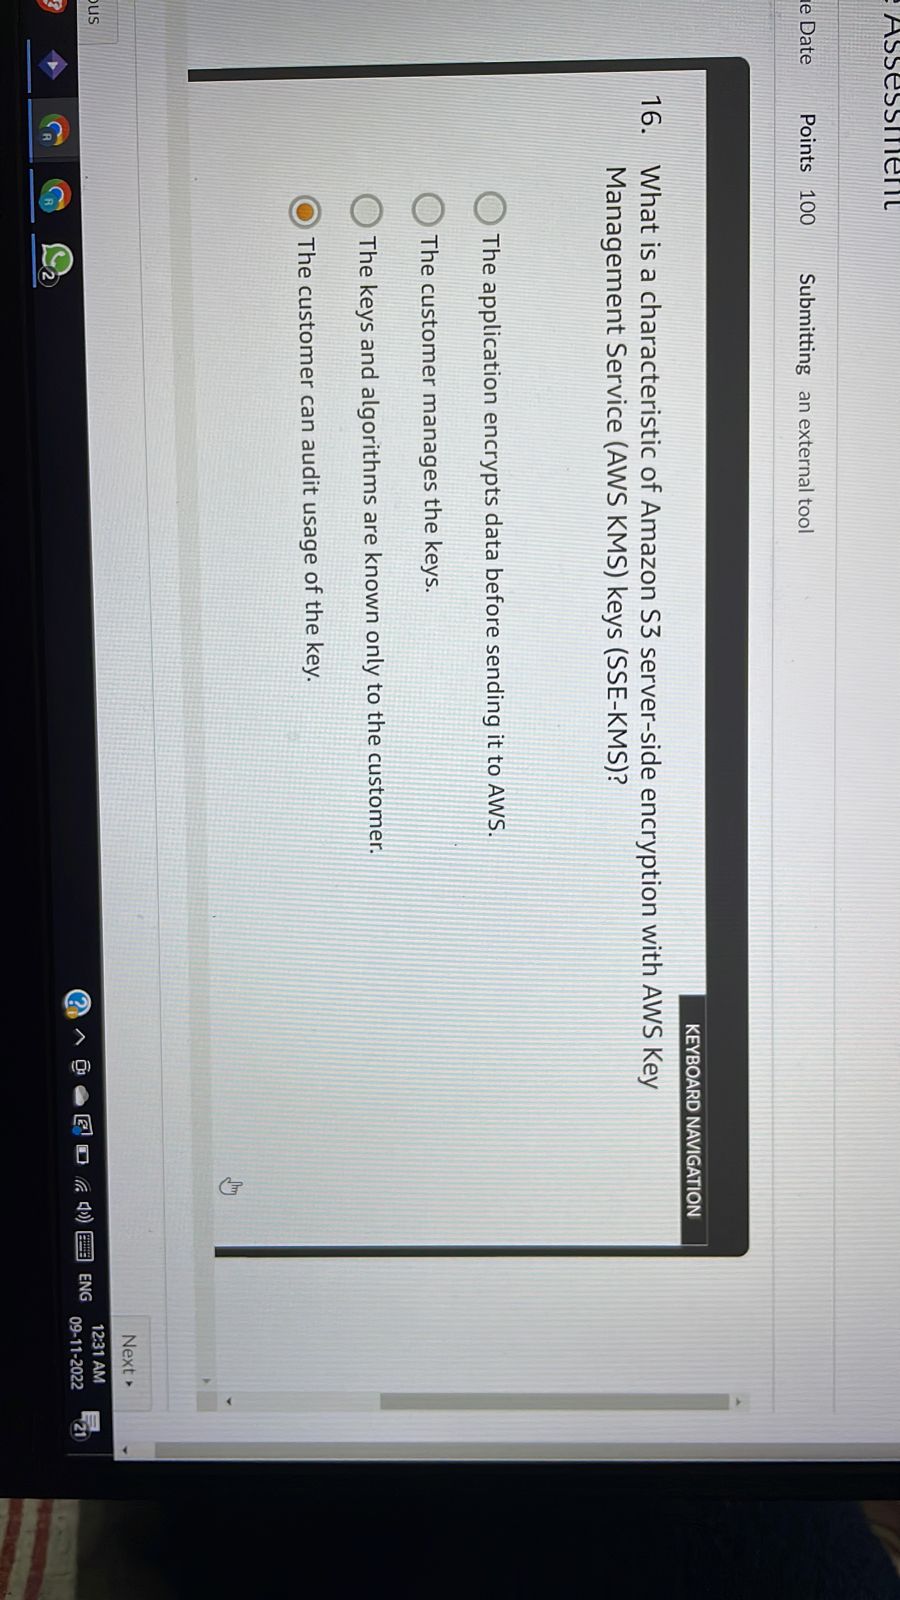 Assessment
Date
Points 100
Submitting an external tool
KEYBOARD NAVIGATION
16. What is a characteristic of Amazon S3 server-side encryption with AWS Key
Management Service (AWS KMS) keys (SSE-KMS)?
The application encrypts data before sending it to AWS.
The customer manages the keys.
The keys and algorithms are known only to the customer.
The customer can audit usage of the key.
Next
2
ENG
12:31 AM
09-11-2022
21